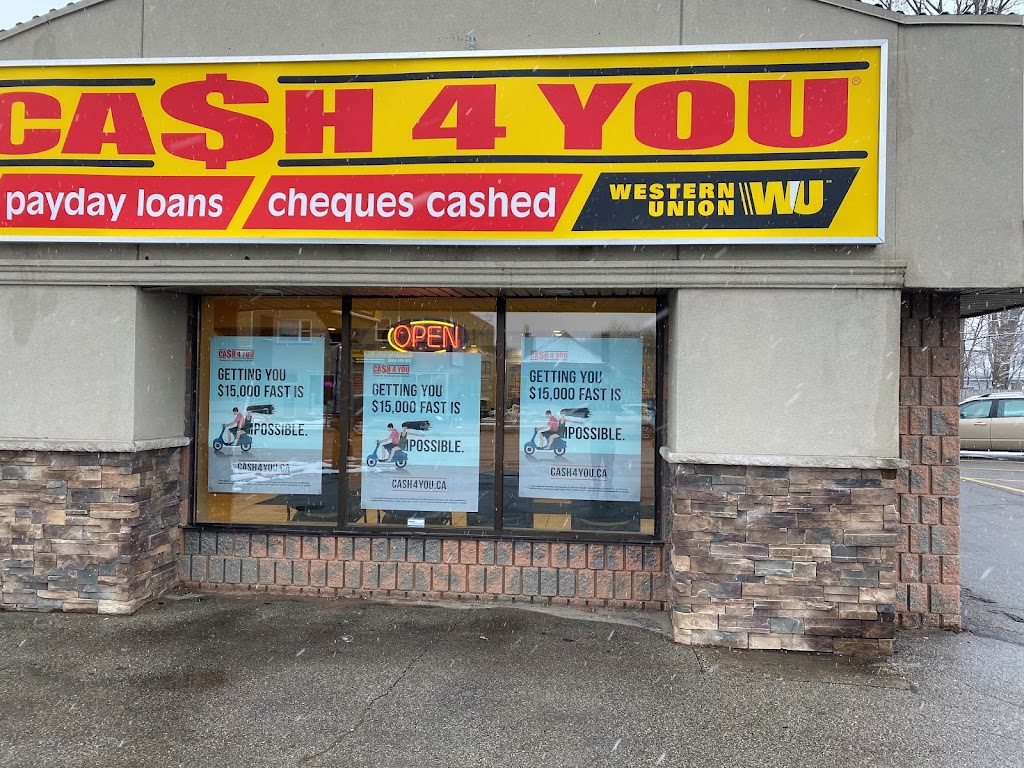 CA$H 4 YOU®
payday loans
cheques cashed
WESTERN
UNION
WU
OPEN
CA$H 4 YOU
GETTING YOU
$15,000 FAST IS
MPOSSIBLE.
CASH4YOU.CA
CA$H 4 YOU
GETTING YOU
$15,000 FAST IS
POSSIBLE.
CASH4YOU.CA
CA$H 4 YOU
GETTING YOU
$15,000 FAST IS
POSSIBLE.
CASH4YOU.CA